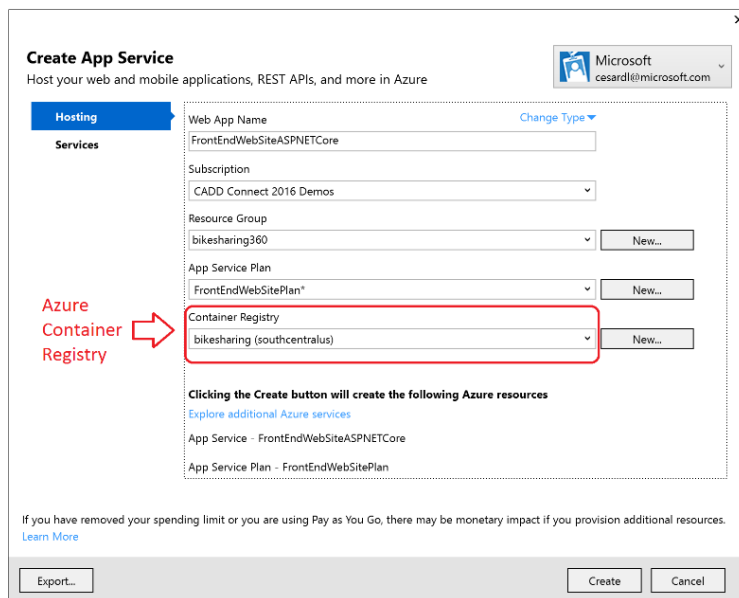 Create App Service
Host your web and mobile applications, REST APIs, and more in Azure
Microsoft
cesardl@microsoft.com
Hosting
Services
Web App Name
Change Type
FrontEndWebSiteASPNETCore
Subscription
CADD Connect 2016 Demos
Resource Group
bikesharing360
New...
App Service Plan
FrontEndWebSitePlan*
New...
Azure
Container
Registry
Container Registry
bikesharing (southcentralus)
New...
Clicking the Create button will create the following Azure resources
Explore additional Azure services
App Service - FrontEndWebSiteASPNETCore
App Service Plan - FrontEndWebSitePlan
If you have removed your spending limit or you are using Pay as You Go, there may be monetary impact if you provision additional resources.
Learn More
Export...
Create
Cancel